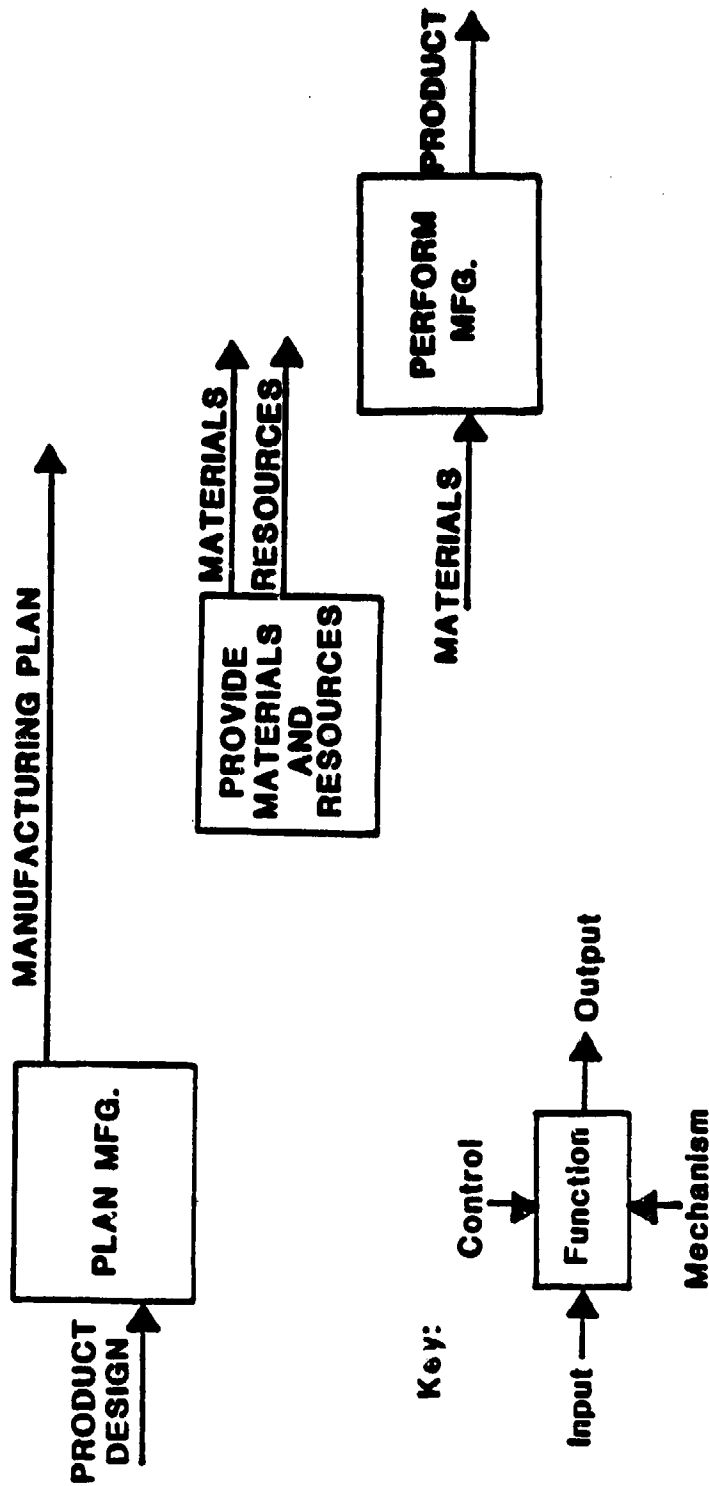 MANUFACTURING PLAN
PLAN MFG.
PRODUCT
DESIGN
MATERIALS
RESOURCES
PROVIDE
MATERIALS
AND
RESOURCES
PRODUCT
PERFORM
MFG.
MATERIALS
Key:
Control
Input
Function
Output
Mechanism